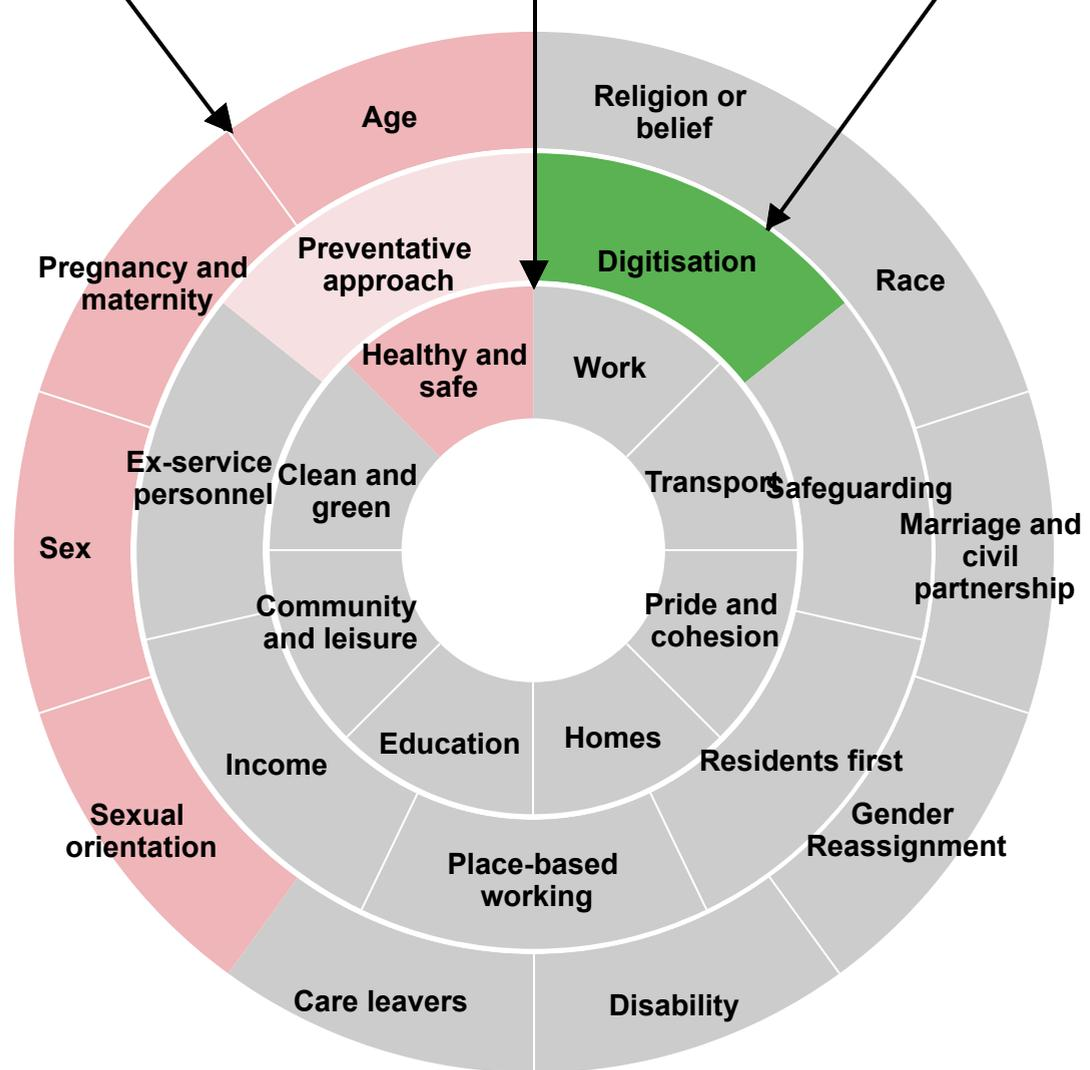 Age
Religion or
belief
Race
Marriage and
civil
partnership
Gender
Reassignment
Disability
Care leavers
Sexual
orientation
Sex
Pregnancy and
maternity
Preventative
approach
Digitisation
Safeguarding
Residents first
Place-based
working
Income
Ex-service
personnel
Healthy and
safe
Work
Transport
Pride and
cohesion
Homes
Education
Community
and leisure
Clean and
green